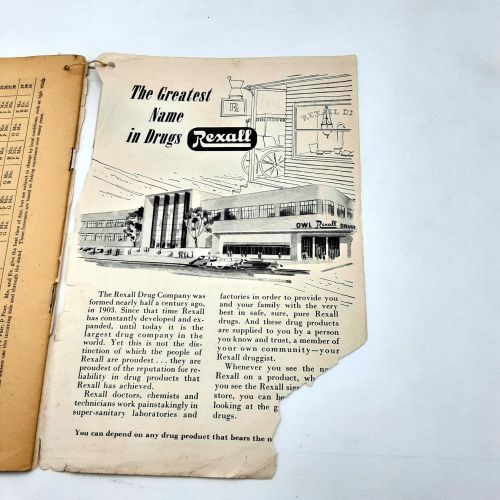 The Greatest
Name
in Drugs Rexall
REXALL D
OWL Rexall DRUGS
The Rexall Drug Company was
formed nearly half a century ago,
in 1903. Since that time Rexall
has constantly developed and ex-
panded, until today it is the
largest drug company in the
world. Yet this is not the dis-
tinction of which the people of
Rexall are proudest . . . they are
proudest of the reputation for re-
liability in drug products that
Rexall has achieved.
Rexall doctors, chemists and
technicians work painstakingly in
super-sanitary laboratories and
factories in order to provide you
and your family with the very
best in safe, sure, pure Rexall
drugs. And these drug products
are supplied to you by a person
you know and trust, a member of
your own community—your
Rexall druggist.
Whenever you see the na
Rexall on a product, wh
you see the Rexall sig
store, you can be
looking at the g
drugs.
You can depend on any drug product that bears the n